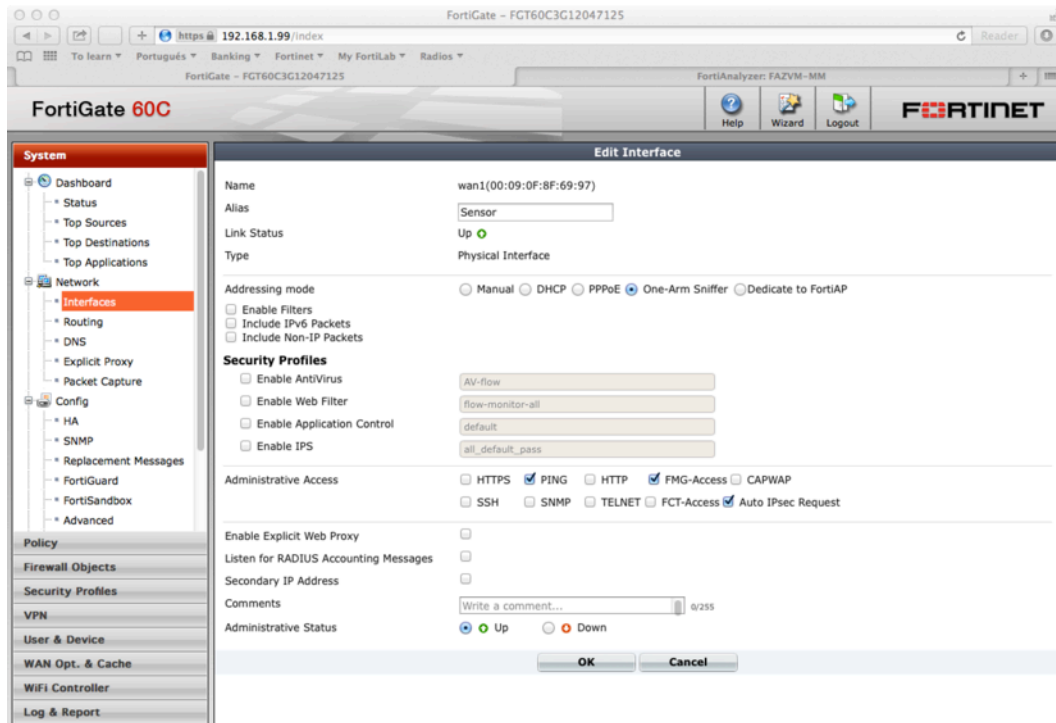 FortiGate – FGT60C3G12047125
https 192.168.1.99/index
Reader
To learn Português Banking Fortinet My FortiLab Radios
FortiGate – FGT60C3G12047125
FortiAnalyzer: FAZVM-MM
FortiGate 60C
Help
Wizard
Logout
FORTINET
System
Dashboard
Status
Top Sources
Top Destinations
Top Applications
Network
Interfaces
Routing
DNS
Explicit Proxy
Packet Capture
Config
HA
SNMP
Replacement Messages
FortiGuard
FortiSandbox
Advanced
Policy
Firewall Objects
Security Profiles
VPN
User & Device
WAN Opt. & Cache
WiFi Controller
Log & Report
Edit Interface
Name wan1(00:09:0F:8F:69:97)
Alias Sensor
Link Status Up
Type Physical Interface
Addressing mode Manual DHCP PPPoE One-Arm Sniffer Dedicate to FortiAP
Enable Filters
Include IPv6 Packets
Include Non-IP Packets
Security Profiles
Enable AntiVirus AV-flow
Enable Web Filter flow-monitor-all
Enable Application Control default
Enable IPS all_default_pass
Administrative Access HTTPS PING HTTP FMG-Access CAPWAP
SSH SNMP TELNET FCT-Access Auto IPsec Request
Enable Explicit Web Proxy
Listen for RADIUS Accounting Messages
Secondary IP Address
Comments Write a comment... 0/255
Administrative Status Up Down
OK Cancel